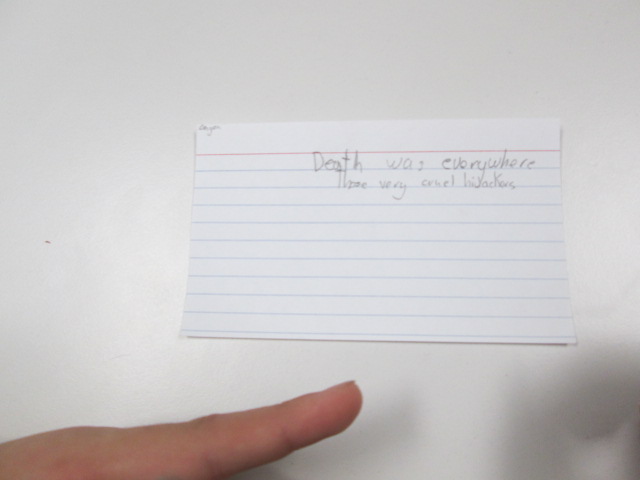 Death was everywhere
Those very cruel hijackers